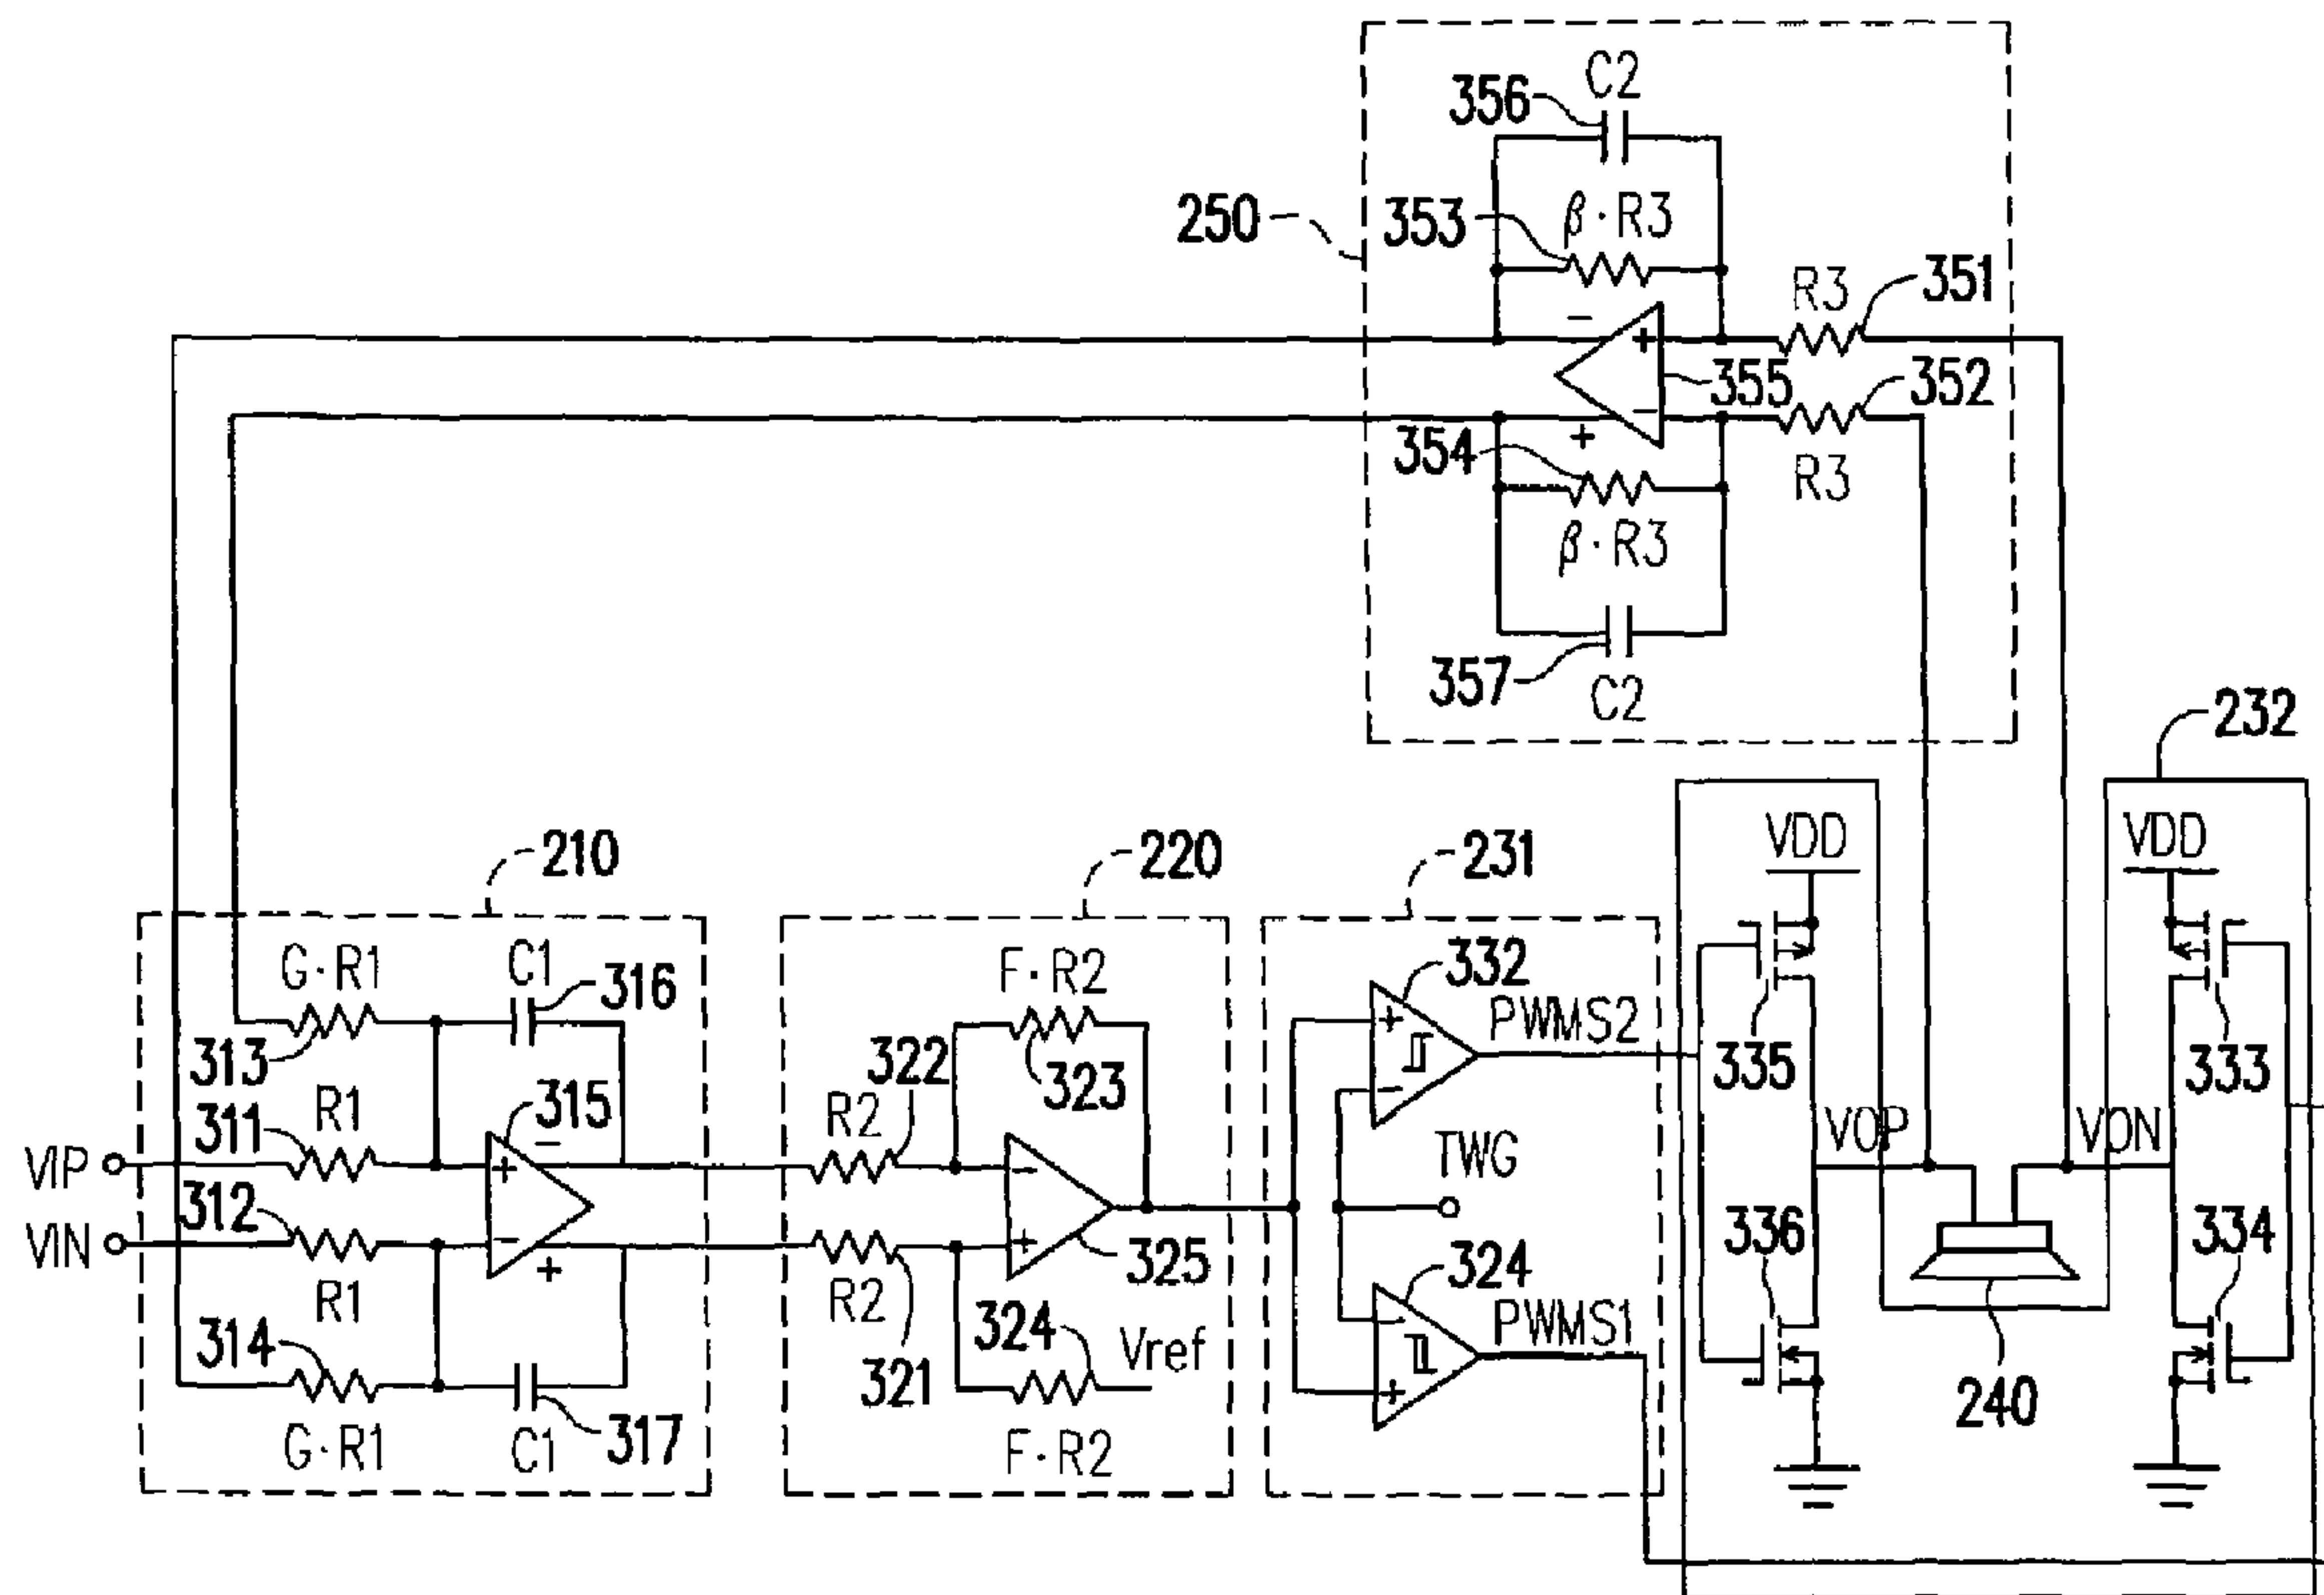 C2
356
250
353
β·R3
R3
351
355
352
354
R3
β·R3
357
C2
232
VDD
VDD
210
220
231
G·R1
C1
316
F·R2
332
PWMS2
313
322
323
335
333
R1
315
R2
311
TWG
VOP
VON
VIP
312
VIN
336
334
325
R1
R2
324
314
324
Vref
PWMS1
321
240
G·R1
C1
317
F·R2
+
-
+
-
+
-
+
-
-
+
+
-
-
+